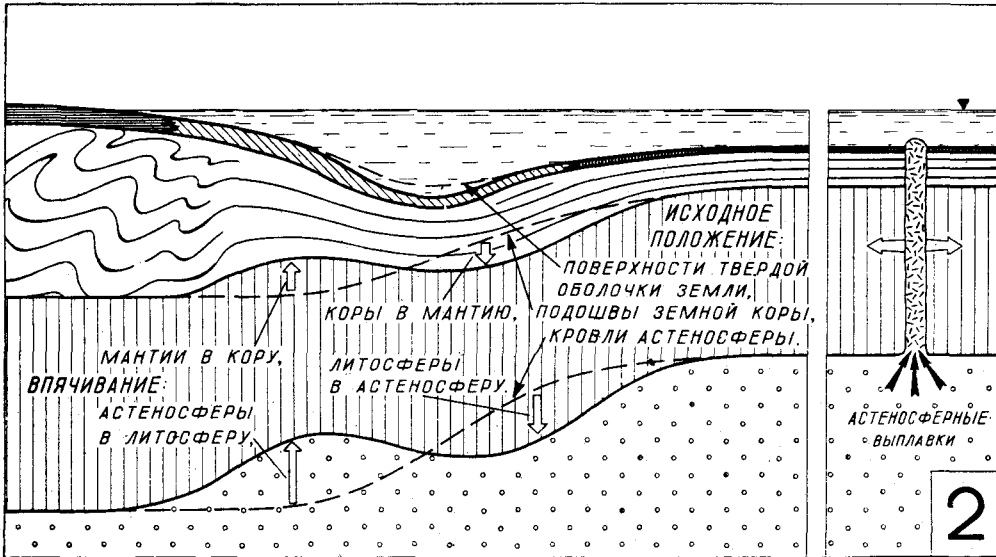 ИСХОДНОЕ
ПОЛОЖЕНИЕ:
ПОВЕРХНОСТИ ТВЕРДОЙ
ОБОЛОЧКИ ЗЕМЛИ,
ПОДОШВЫ ЗЕМНОЙ КОРЫ,
КРОВЛИ АСТЕНОСФЕРЫ.
КОРЫ В МАНТИЮ,
МАНТИИ В КОРУ,
ВПЯЧИВАНИЕ:
АСТЕНОСФЕРЫ
В ЛИТОСФЕРУ,
ЛИТОСФЕРЫ
В АСТЕНОСФЕРУ.
АСТЕНОСФЕРНЫЕ
ВЫПЛАВКИ
2